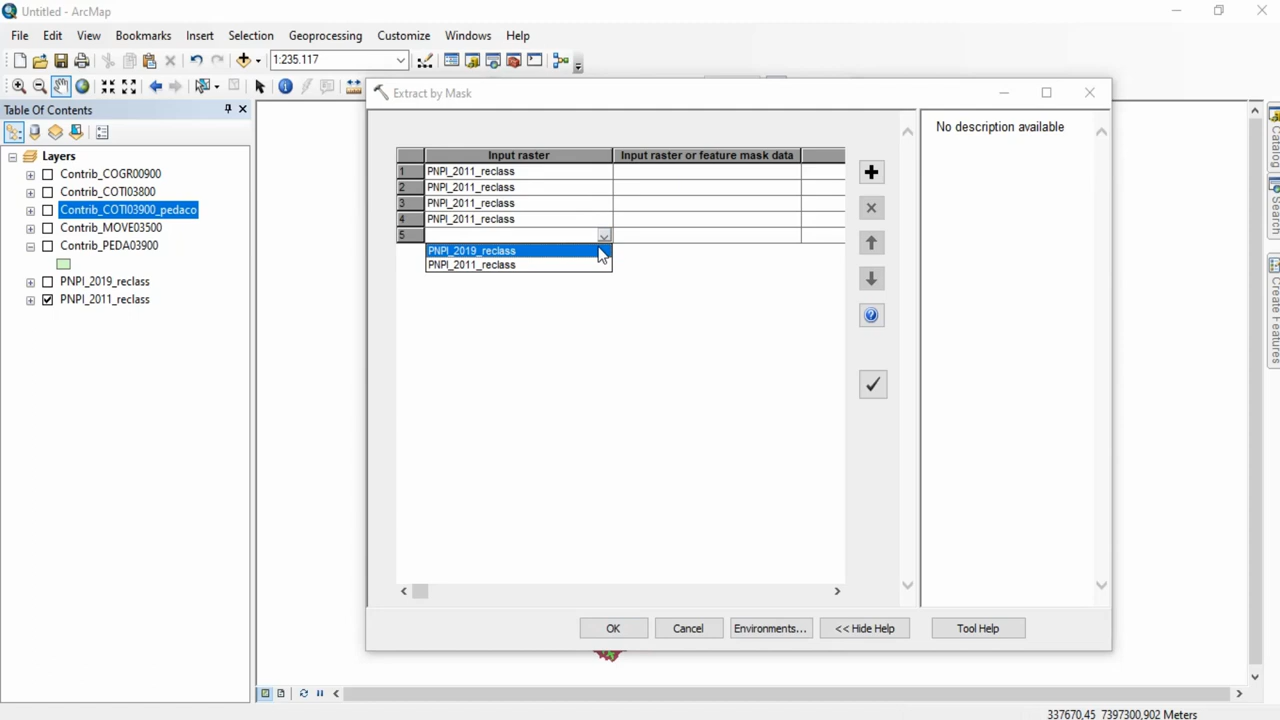 Untitled - ArcMap
File Edit View Bookmarks Insert Selection Geoprocessing Customize Windows Help
1:235.117
Table Of Contents
Layers
Contrib_COGR00900
Contrib_COTI03800
Contrib_COTI03900_pedaco
Contrib_MOVE03500
Contrib_PEDA03900
PNPI_2019_reclass
PNPI_2011_reclass
Extract by Mask
Input raster Input raster or feature mask data
1 PNPI_2011_reclass
2 PNPI_2011_reclass
3 PNPI_2011_reclass
4 PNPI_2011_reclass
5
PNPI_2019_reclass
PNPI_2011_reclass
OK Cancel Environments... << Hide Help Tool Help
No description available
Catalog
Search
Create Features
337670,45 7397300,902 Meters